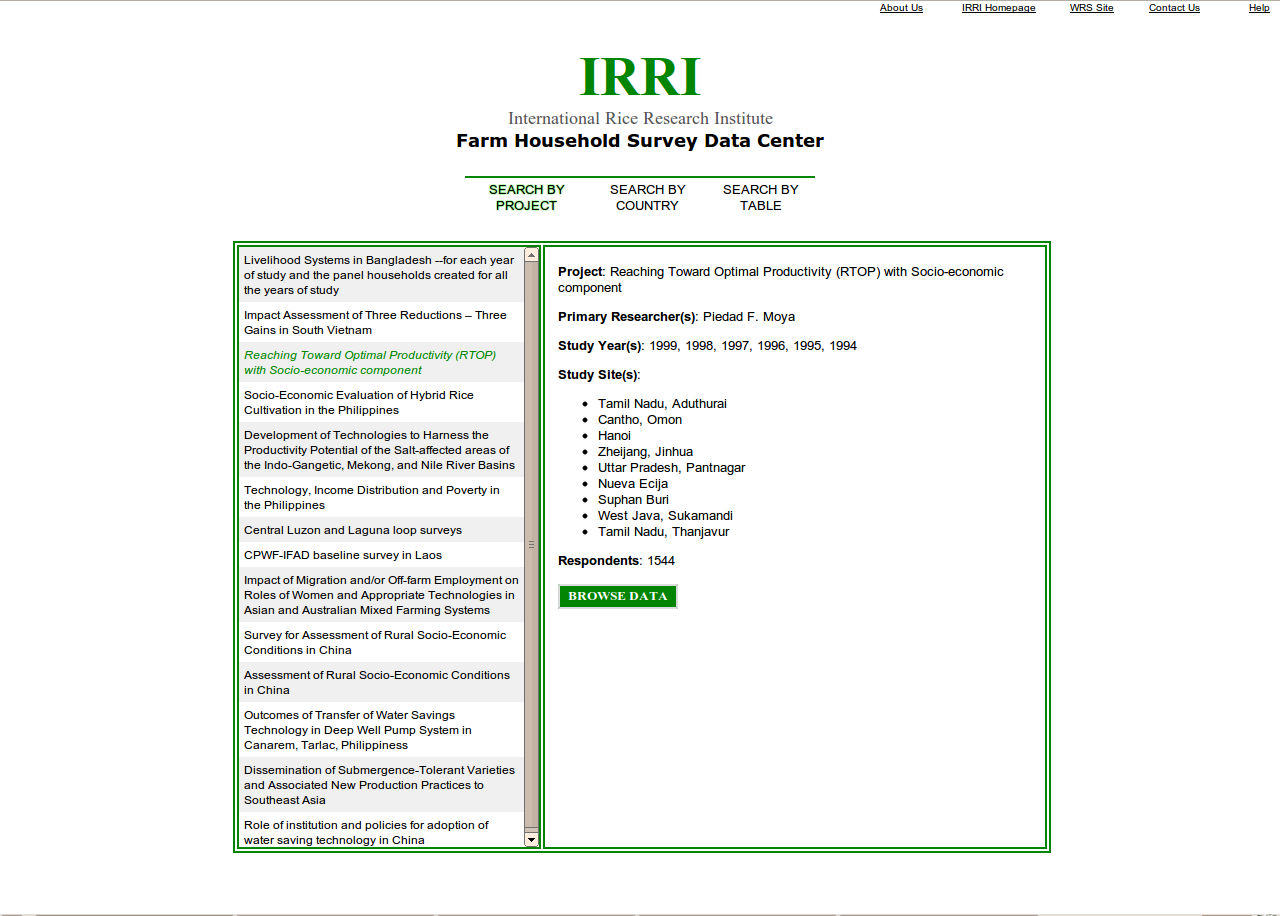 About Us IRRI Homepage WRS Site Contact Us Help
IRRI
International Rice Research Institute
Farm Household Survey Data Center
SEARCH BY PROJECT
SEARCH BY COUNTRY
SEARCH BY TABLE
Livelihood Systems in Bangladesh --for each year
of study and the panel households created for all
the years of study
Impact Assessment of Three Reductions – Three
Gains in South Vietnam
Reaching Toward Optimal Productivity (RTOP)
with Socio-economic component
Socio-Economic Evaluation of Hybrid Rice
Cultivation in the Philippines
Development of Technologies to Harness the
Productivity Potential of the Salt-affected areas of
the Indo-Gangetic, Mekong, and Nile River Basins
Technology, Income Distribution and Poverty in
the Philippines
Central Luzon and Laguna loop surveys
CPWF-IFAD baseline survey in Laos
Impact of Migration and/or Off-farm Employment on
Roles of Women and Appropriate Technologies in
Asian and Australian Mixed Farming Systems
Survey for Assessment of Rural Socio-Economic
Conditions in China
Assessment of Rural Socio-Economic Conditions
in China
Outcomes of Transfer of Water Savings
Technology in Deep Well Pump System in
Canarem, Tarlac, Philippiness
Dissemination of Submergence-Tolerant Varieties
and Associated New Production Practices to
Southeast Asia
Role of institution and policies for adoption of
water saving technology in China
Project: Reaching Toward Optimal Productivity (RTOP) with Socio-economic
component
Primary Researcher(s): Piedad F. Moya
Study Year(s): 1999, 1998, 1997, 1996, 1995, 1994
Study Site(s):
• Tamil Nadu, Aduthurai
• Cantho, Omon
• Hanoi
• Zheijang, Jinhua
• Uttar Pradesh, Pantnagar
• Nueva Ecija
• Suphan Buri
• West Java, Sukamandi
• Tamil Nadu, Thanjavur
Respondents: 1544
BROWSE DATA